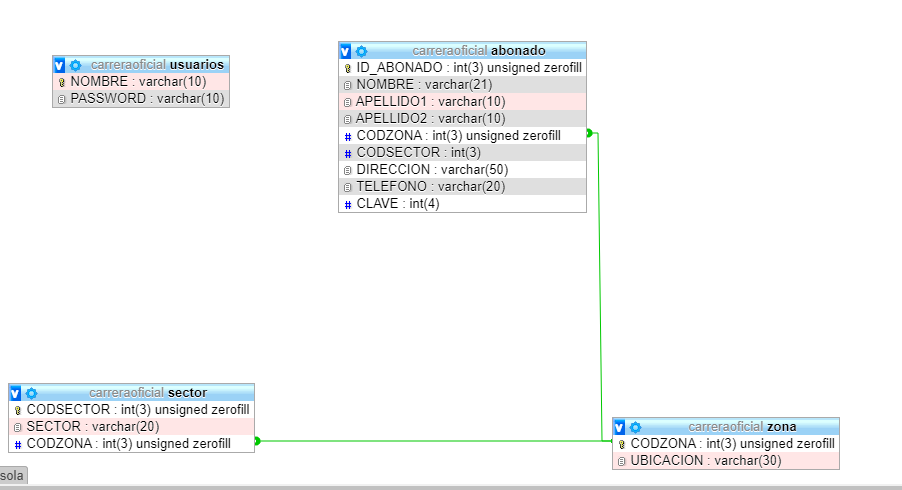 carreraoficial usuarios
NOMBRE : varchar(10)
PASSWORD : varchar(10)
carreraoficial abonado
ID_ABONADO : int(3) unsigned zerofill
NOMBRE : varchar(21)
APELLIDO1 : varchar(10)
APELLIDO2 : varchar(10)
CODZONA : int(3) unsigned zerofill
CODSECTOR : int(3)
DIRECCION : varchar(50)
TELEFONO : varchar(20)
CLAVE : int(4)
carreraoficial sector
CODSECTOR : int(3) unsigned zerofill
SECTOR : varchar(20)
CODZONA : int(3) unsigned zerofill
carreraoficial zona
CODZONA : int(3) unsigned zerofill
UBICACION : varchar(30)
sola